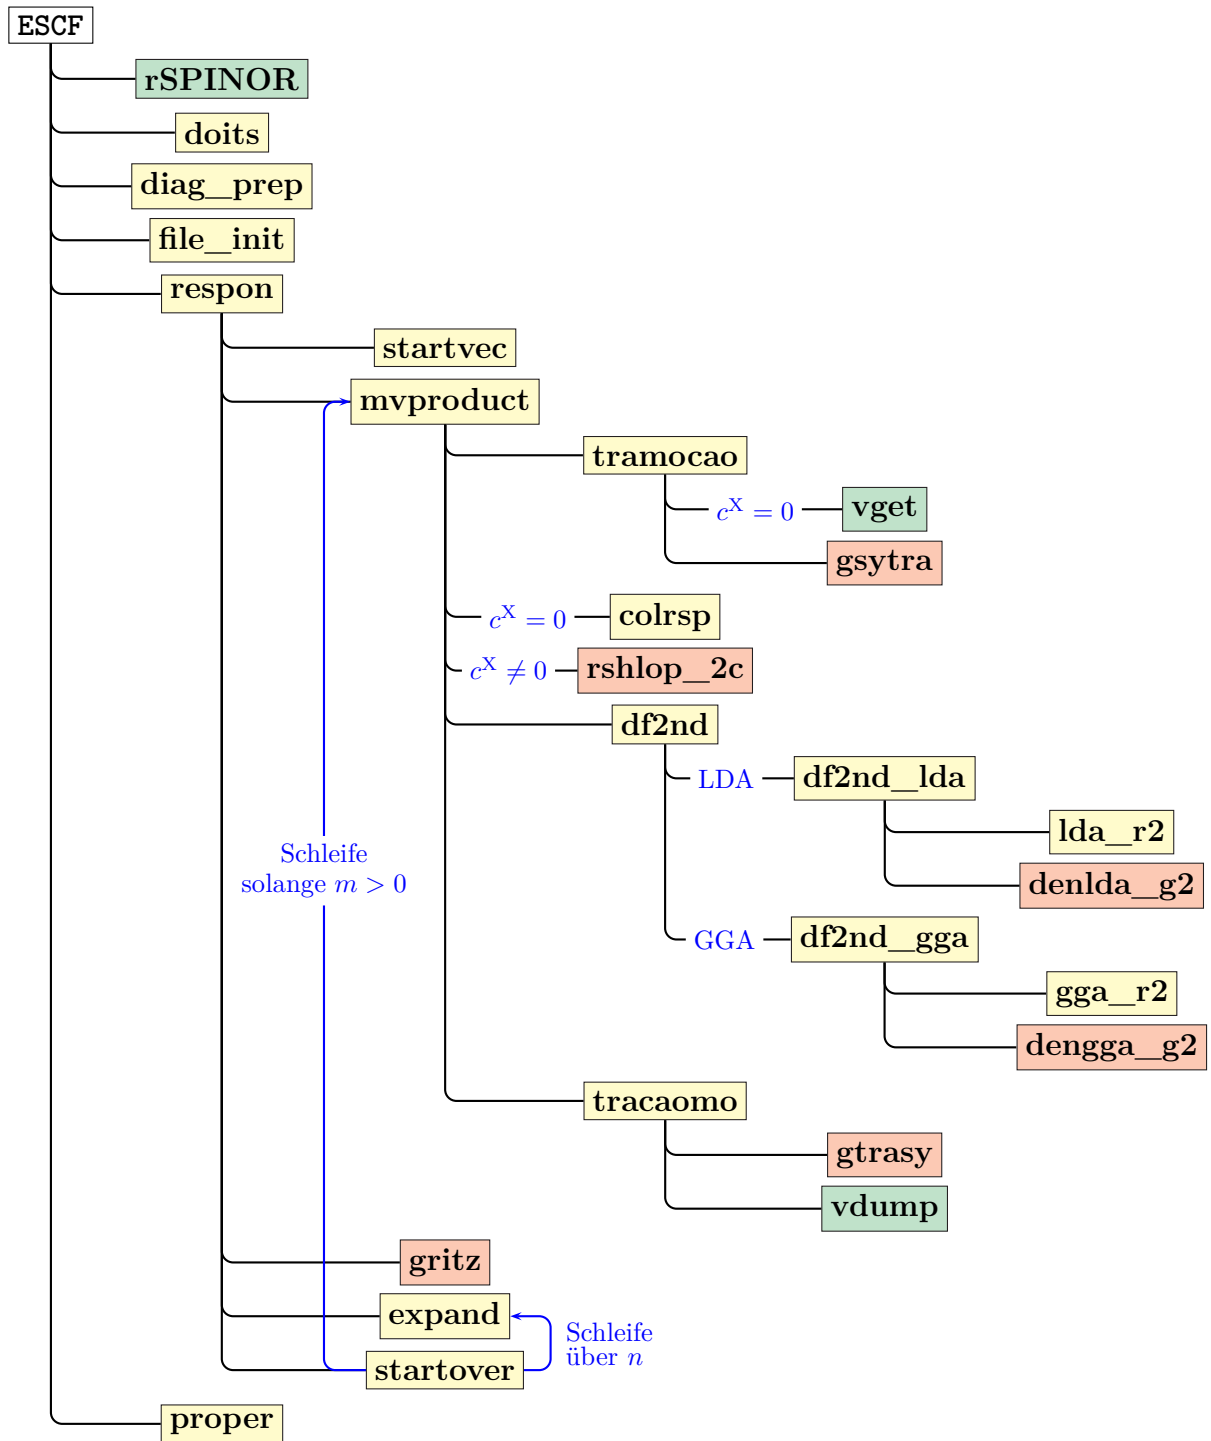 ESCF
rSPINOR
doits
diag_prep
file_init
respon
startvec
mvproduct
tramocao
c^X = 0
vget
gsytra
c^X = 0
colrsp
c^X ≠ 0
rshlop_2c
df2nd
LDA
df2nd_lda
lda_r2
Schleife
solange m > 0
denlda_g2
GGA
df2nd_gga
gga_r2
dengga_g2
tracaomo
gtrasy
vdump
gritz
expand
Schleife
über n
startover
proper